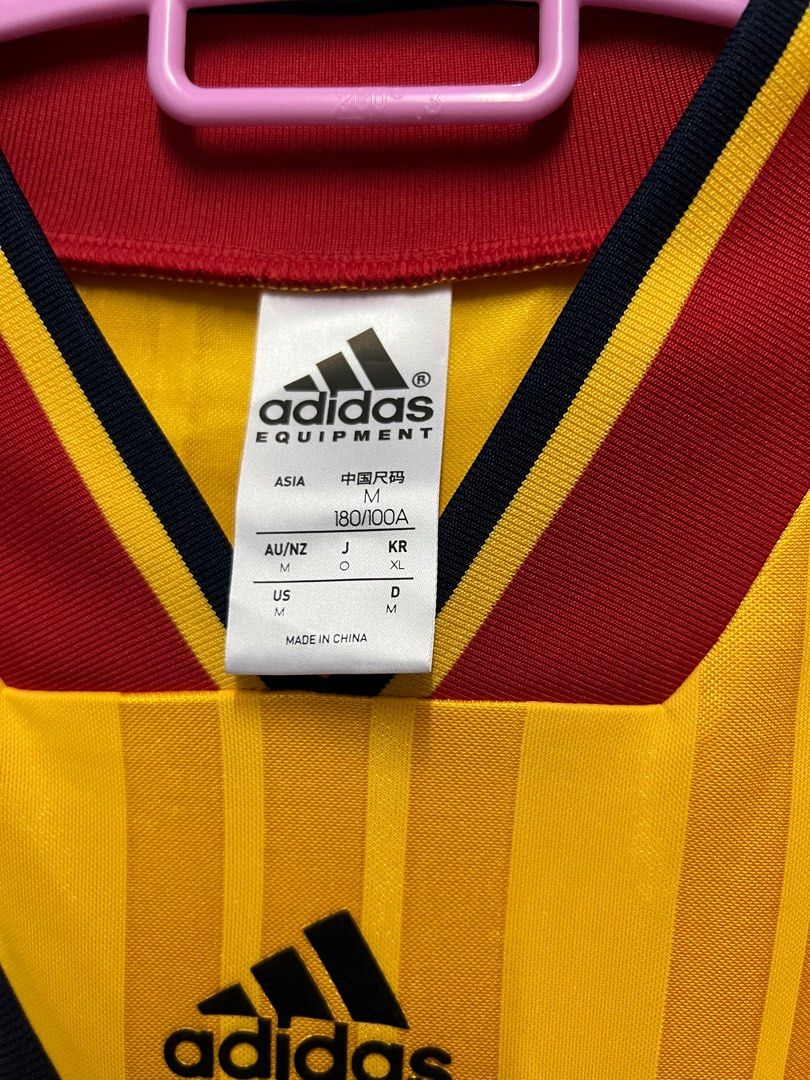 adidas®
EQUIPMENT
ASIA 中国尺码
M
180/100A
AU/NZ J KR
M O XL
US D
M M
MADE IN CHINA
adidas